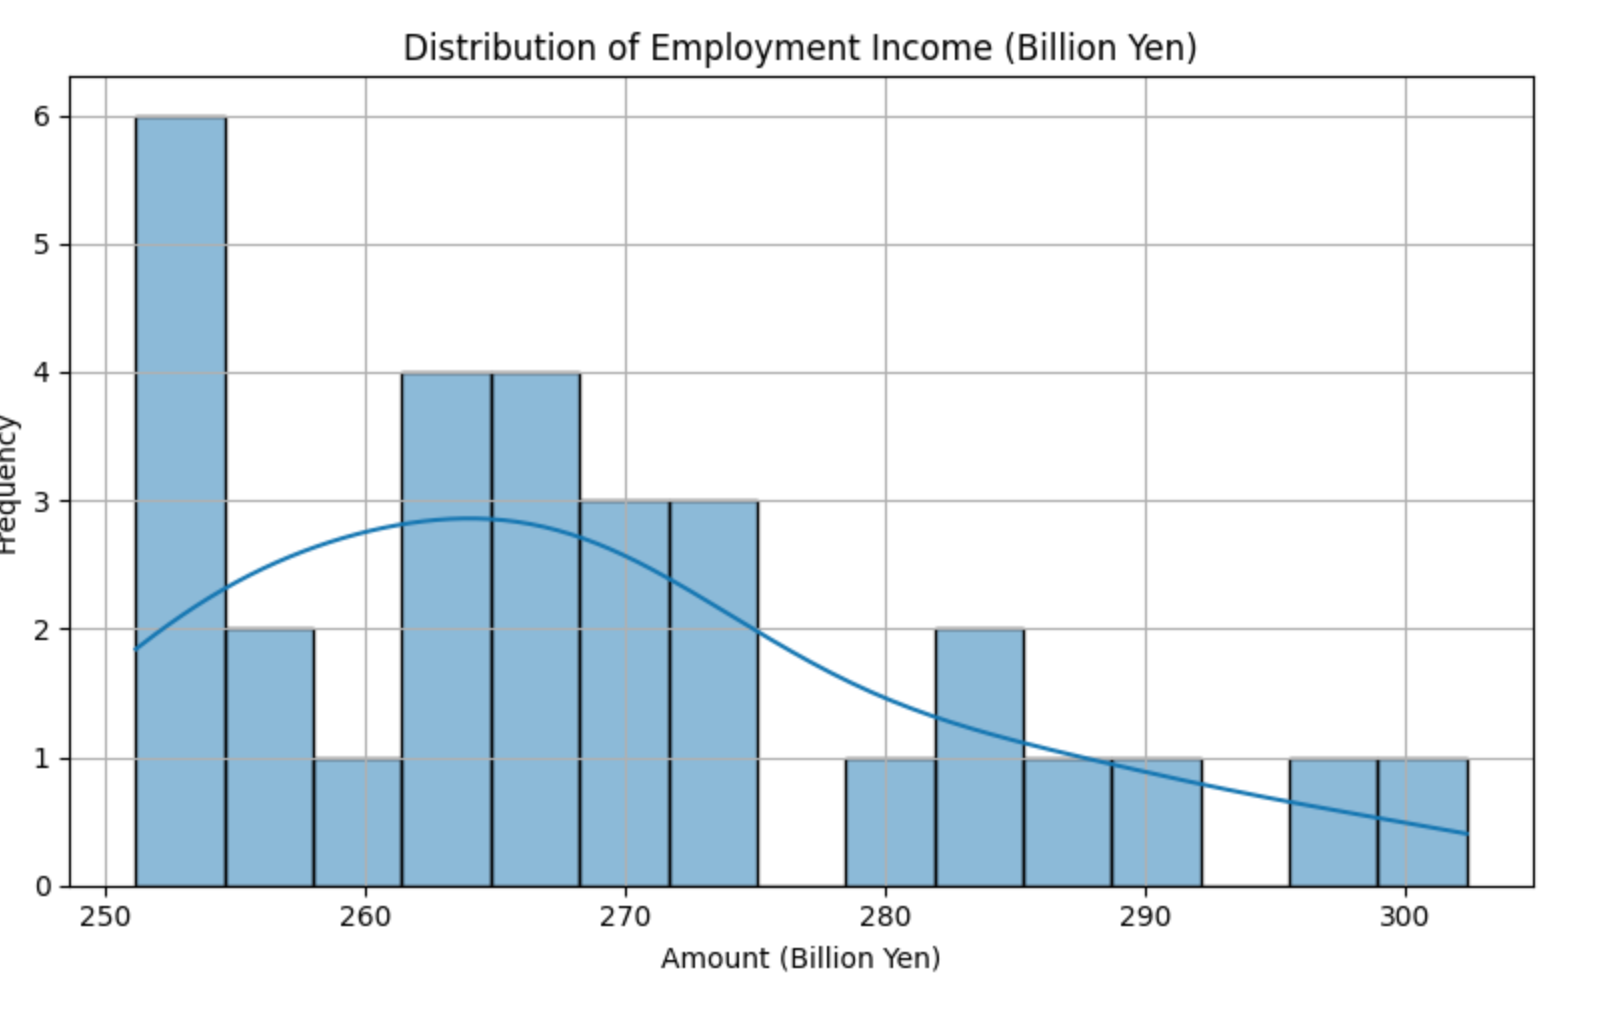 Distribution of Employment Income (Billion Yen)
6
5
4
3
2
1
0
Frequency
250 260 270 280 290 300
Amount (Billion Yen)